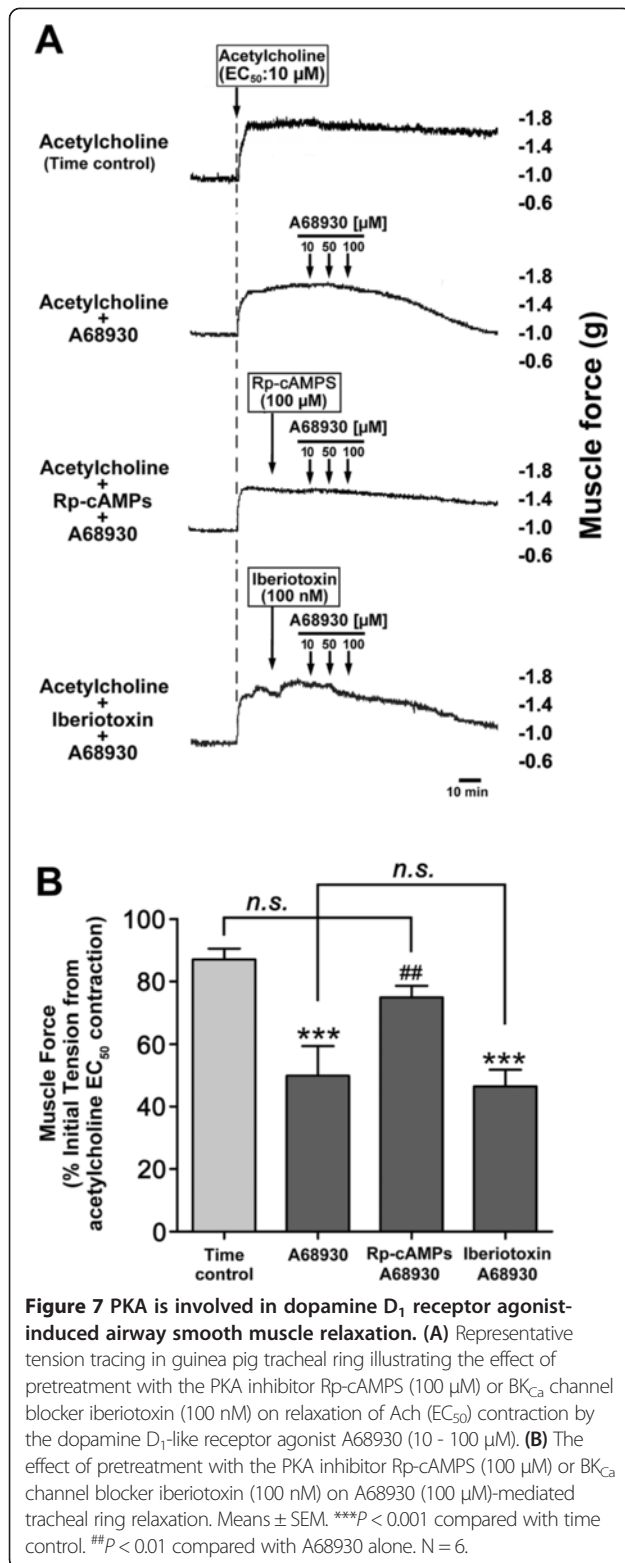 A
Acetylcholine
(EC50:10 µM)
Acetylcholine
(Time control)
-1.8
-1.4
-1.0
-0.6
A68930 [µM]
10 50 100
Acetylcholine
+
A68930
-1.8
-1.4
-1.0
-0.6
Rp-cAMPS
(100 µM)
A68930 [µM]
10 50 100
Acetylcholine
+
Rp-cAMPs
+
A68930
-1.8
-1.4
-1.0
-0.6
Iberiotoxin
(100 nM)
A68930 [µM]
10 50 100
Acetylcholine
+
Iberiotoxin
+
A68930
-1.8
-1.4
-1.0
-0.6
Muscle force (g)
10 min
B
Muscle Force
(% Initial Tension from
acetylcholine EC50 contraction)
100
80
60
40
20
0
n.s.
n.s.
***
##
***
Time
control
A68930
Rp-cAMPs
A68930
Iberiotoxin
A68930
Figure 7 PKA is involved in dopamine D1 receptor agonist-
induced airway smooth muscle relaxation. (A) Representative
tension tracing in guinea pig tracheal ring illustrating the effect of
pretreatment with the PKA inhibitor Rp-cAMPS (100 µM) or BKCa channel
blocker iberiotoxin (100 nM) on relaxation of Ach (EC50) contraction by
the dopamine D1-like receptor agonist A68930 (10 - 100 µM). (B) The
effect of pretreatment with the PKA inhibitor Rp-cAMPS (100 µM) or BKCa
channel blocker iberiotoxin (100 nM) on A68930 (100 µM)-mediated
tracheal ring relaxation. Means ± SEM. ***P < 0.001 compared with time
control. ##P < 0.01 compared with A68930 alone. N = 6.